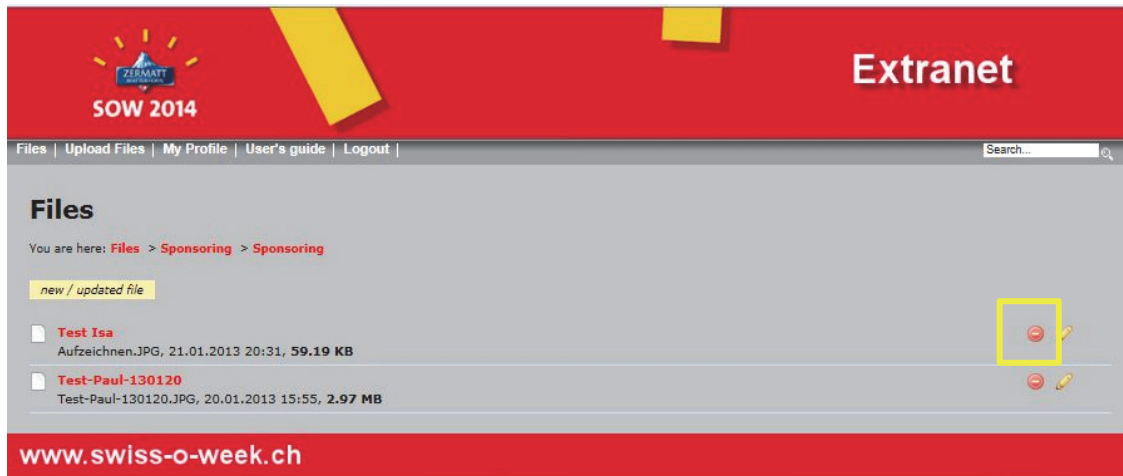 ZERMATT
SOW 2014
Extranet
Files | Upload Files | My Profile | User's guide | Logout |
Search...
Files
You are here: Files > Sponsoring > Sponsoring
new / updated file
Test Isa
Aufzeichnen.JPG, 21.01.2013 20:31, 59.19 KB
Test-Paul-130120
Test-Paul-130120.JPG, 20.01.2013 15:55, 2.97 MB
www.swiss-o-week.ch